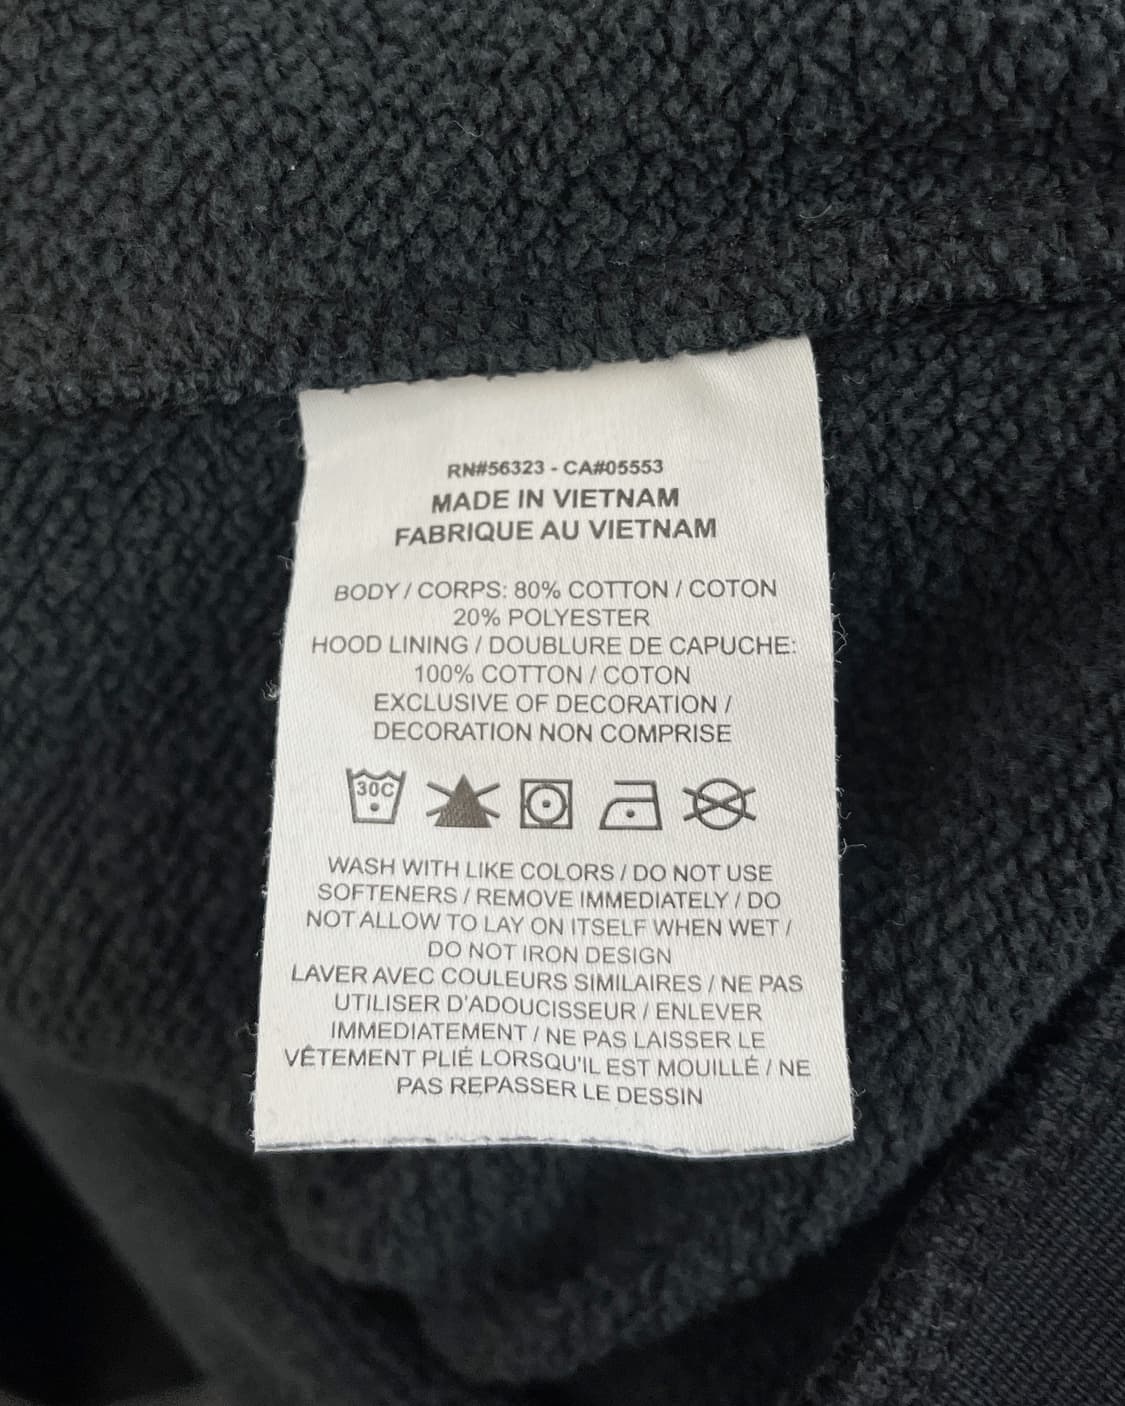 RN#56323 - CA#05553
MADE IN VIETNAM
FABRIQUE AU VIETNAM
BODY / CORPS: 80% COTTON / COTON
20% POLYESTER
HOOD LINING / DOUBLURE DE CAPUCHE:
100% COTTON / COTON
EXCLUSIVE OF DECORATION /
DECORATION NON COMPRISE
30C
WASH WITH LIKE COLORS / DO NOT USE
SOFTENERS / REMOVE IMMEDIATELY / DO
NOT ALLOW TO LAY ON ITSELF WHEN WET /
DO NOT IRON DESIGN
LAVER AVEC COULEURS SIMILAIRES / NE PAS
UTILISER D'ADOUCISSEUR / ENLEVER
IMMEDIATEMENT / NE PAS LAISSER LE
VÊTEMENT PLIÉ LORSQU'IL EST MOUILLÉ / NE
PAS REPASSER LE DESSIN